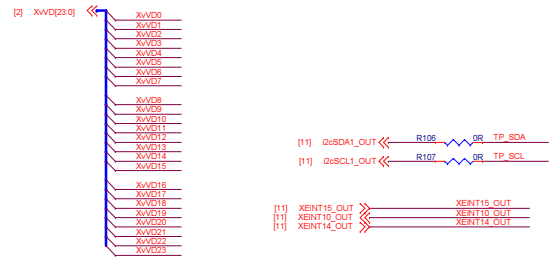 [2] XvVD[23:0]
XvVD0
XvVD1
XvVD2
XvVD3
XvVD4
XvVD5
XvVD6
XvVD7
XvVD8
XvVD9
XvVD10
XvVD11
XvVD12
XvVD13
XvVD14
XvVD15
XvVD16
XvVD17
XvVD18
XvVD19
XvVD20
XvVD21
XvVD22
XvVD23
[11] i2cSDA1_OUT R106 0R TP_SDA
[11] i2cSCL1_OUT R107 0R TP_SCL
[11] XEINT15_OUT XEINT15_OUT
[11] XEINT10_OUT XEINT10_OUT
[11] XEINT14_OUT XEINT14_OUT